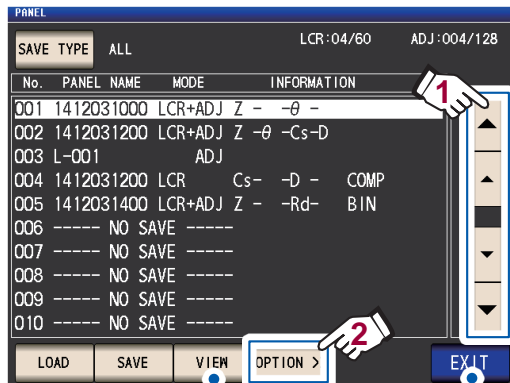 PANEL
SAVE TYPE ALL LCR:04/60 ADJ:004/128
No. PANEL NAME MODE INFORMATION
001 1412031000 LCR+ADJ Z - -θ -
002 1412031200 LCR+ADJ Z -θ -Cs-D
003 L-001 ADJ
004 1412031200 LCR Cs- -D - COMP
005 1412031400 LCR+ADJ Z - -Rd- BIN
006 ----- NO SAVE -----
007 ----- NO SAVE -----
008 ----- NO SAVE -----
009 ----- NO SAVE -----
010 ----- NO SAVE -----
1
2
LOAD SAVE VIEW OPTION > EXIT